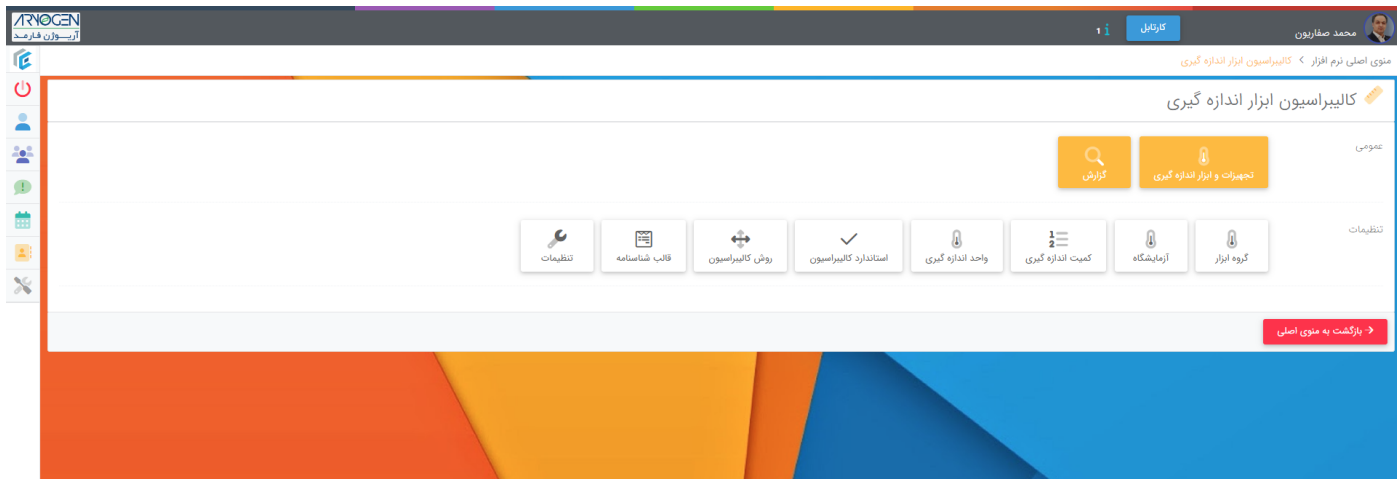 ARYOGEN
آریــوژن فارمـد
محمد صفاریون
کارتابل
1
منوی اصلی نرم افزار > کالیبراسیون ابزار اندازه گیری
کالیبراسیون ابزار اندازه گیری
عمومی
تجهیزات و ابزار اندازه گیری
گزارش
تنظیمات
گروه ابزار
آزمایشگاه
کمیت اندازه گیری
واحد اندازه گیری
استاندارد کالیبراسیون
روش کالیبراسیون
قالب شناسنامه
تنظیمات
بازگشت به منوی اصلی